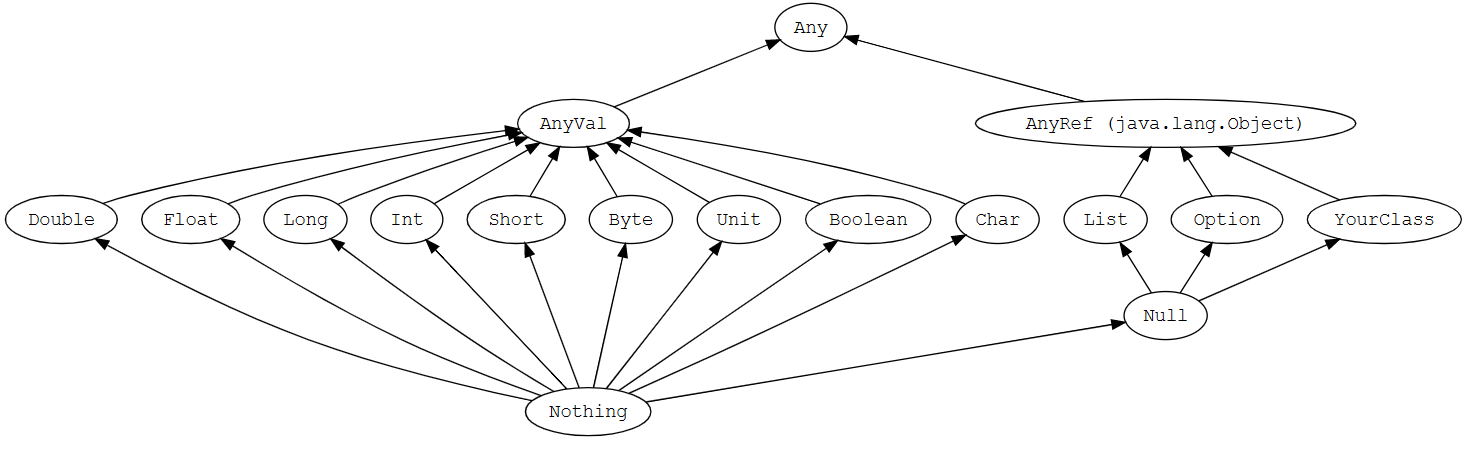 Any
AnyVal
AnyRef (java.lang.Object)
Double
Float
Long
Int
Short
Byte
Unit
Boolean
Char
List
Option
YourClass
Null
Nothing